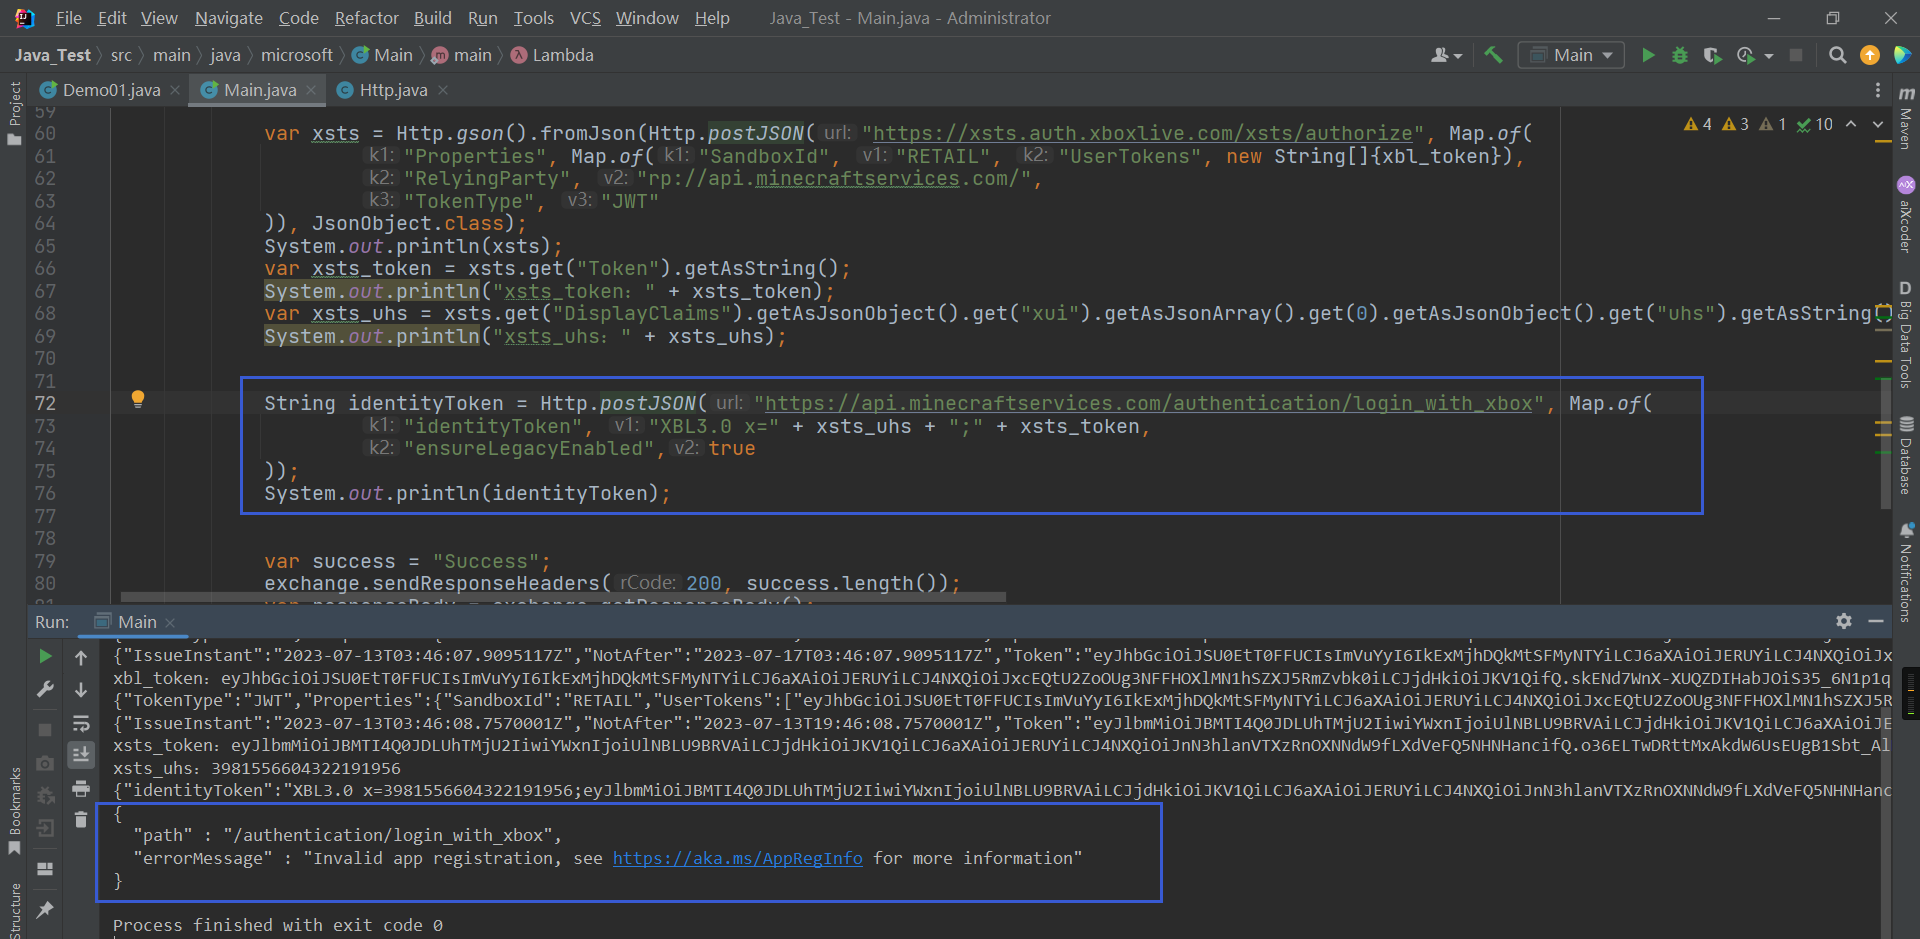 File Edit View Navigate Code Refactor Build Run Tools VCS Window Help Java_Test - Main.java - Administrator
Java_Test src main java microsoft Main main Lambda Main
Demo01.java Main.java Http.java
59
60 var xsts = Http.gson().fromJson(Http.postJSON( url: "https://xsts.auth.xboxlive.com/xsts/authorize", Map.of( 4 3 1 10
61 k1: "Properties", Map.of( k1: "SandboxId", v1: "RETAIL", k2: "UserTokens", new String[]{xbl_token}),
62 k2: "RelyingParty", v2: "rp://api.minecraftservices.com/",
63 k3: "TokenType", v3: "JWT"
64 )), JsonObject.class);
65 System.out.println(xsts);
66 var xsts_token = xsts.get("Token").getAsString();
67 System.out.println("xsts_token: " + xsts_token);
68 var xsts_uhs = xsts.get("DisplayClaims").getAsJsonObject().get("xui").getAsJsonArray().get(0).getAsJsonObject().get("uhs").getAsString()
69 System.out.println("xsts_uhs: " + xsts_uhs);
70
71
72 String identityToken = Http.postJSON( url: "https://api.minecraftservices.com/authentication/login_with_xbox", Map.of(
73 k1: "identityToken", v1: "XBL3.0 x=" + xsts_uhs + ";" + xsts_token,
74 k2: "ensureLegacyEnabled", v2: true
75 ));
76 System.out.println(identityToken);
77
78
79 var success = "Success";
80 exchange.sendResponseHeaders( rCode: 200, success.length());
Run: Main
{"IssueInstant":"2023-07-13T03:46:07.9095117Z","NotAfter":"2023-07-17T03:46:07.9095117Z","Token":"eyJhbGciOiJSU0EtT0FFUCIsImVuYyI6IkExMjhDQkMtSFMyNTYiLCJ6aXAiOiJERUYiLCJ4NXQiOiJx
xbl_token: eyJhbGciOiJSU0EtT0FFUCIsImVuYyI6IkExMjhDQkMtSFMyNTYiLCJ6aXAiOiJERUYiLCJ4NXQiOiJxcEQtU2ZoOUg3NFFHOXlMN1hSZXJ5RmZvbk0iLCJjdHkiOiJKV1QifQ.skENd7WnX-XUQZDIHabJOiS35_6N1p1q
{"TokenType":"JWT","Properties":{"SandboxId":"RETAIL","UserTokens":["eyJhbGciOiJSU0EtT0FFUCIsImVuYyI6IkExMjhDQkMtSFMyNTYiLCJ6aXAiOiJERUYiLCJ4NXQiOiJxcEQtU2ZoOUg3NFFHOXlMN1hSZXJ5R
{"IssueInstant":"2023-07-13T03:46:08.7570001Z","NotAfter":"2023-07-13T19:46:08.7570001Z","Token":"eyJlbmMiOiJBMTI4Q0JDLUhTMjU2IiwiYWxnIjoiUlNBLU9BRVAiLCJjdHkiOiJKV1QiLCJ6aXAiOiJE
xsts_token: eyJlbmMiOiJBMTI4Q0JDLUhTMjU2IiwiYWxnIjoiUlNBLU9BRVAiLCJjdHkiOiJKV1QiLCJ6aXAiOiJERUYiLCJ4NXQiOiJnN3hlanVTXzRnOXNNdW9fLXdVeFQ5NHNHancifQ.o36ELTwDRttMxAkdW6UsEUgB1Sbt_Al
xsts_uhs: 3981556604322191956
{"identityToken":"XBL3.0 x=3981556604322191956;eyJlbmMiOiJBMTI4Q0JDLUhTMjU2IiwiYWxnIjoiUlNBLU9BRVAiLCJjdHkiOiJKV1QiLCJ6aXAiOiJERUYiLCJ4NXQiOiJnN3hlanVTXzRnOXNNdW9fLXdVeFQ5NHNHanc
{
"path" : "/authentication/login_with_xbox",
"errorMessage" : "Invalid app registration, see https://aka.ms/AppRegInfo for more information"
}
Process finished with exit code 0
Project
Bookmarks
Structure
Maven
aiXcoder
Big Data Tools
Database
Notifications